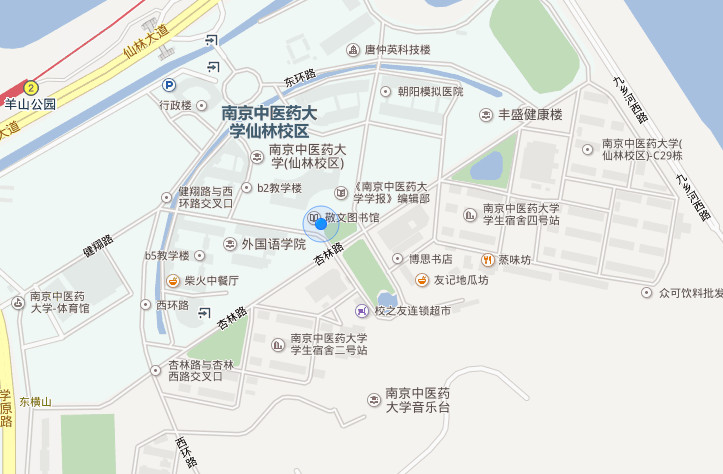 仙林大道
唐仲英科技楼
东环路
九乡河西路
2
P
羊山公园
行政楼
朝阳模拟医院
南京中医药大
学仙林校区
丰盛健康楼
大道
南京中医药大
学(仙林校区)
南京中医药大学(
仙林校区)-C29栋
b2教学楼
《南京中医药大
学学报》编辑部
健翔路与西
环路交叉口
九乡河西路
敬文图书馆
南京中医药大学
学生宿舍四号站
健翔路
外国语学院
杏林路
b5教学楼
博思书店
蒸味坊
柴火中餐厅
友记地瓜坊
众可饮料批发
南京中医药
大学-体育馆
西环路
杏林路
校之友连锁超市
南京中医药大学
学生宿舍二号站
杏林路与杏林
西路交叉口
学原路
东横山
南京中医药
大学音乐台
西环路